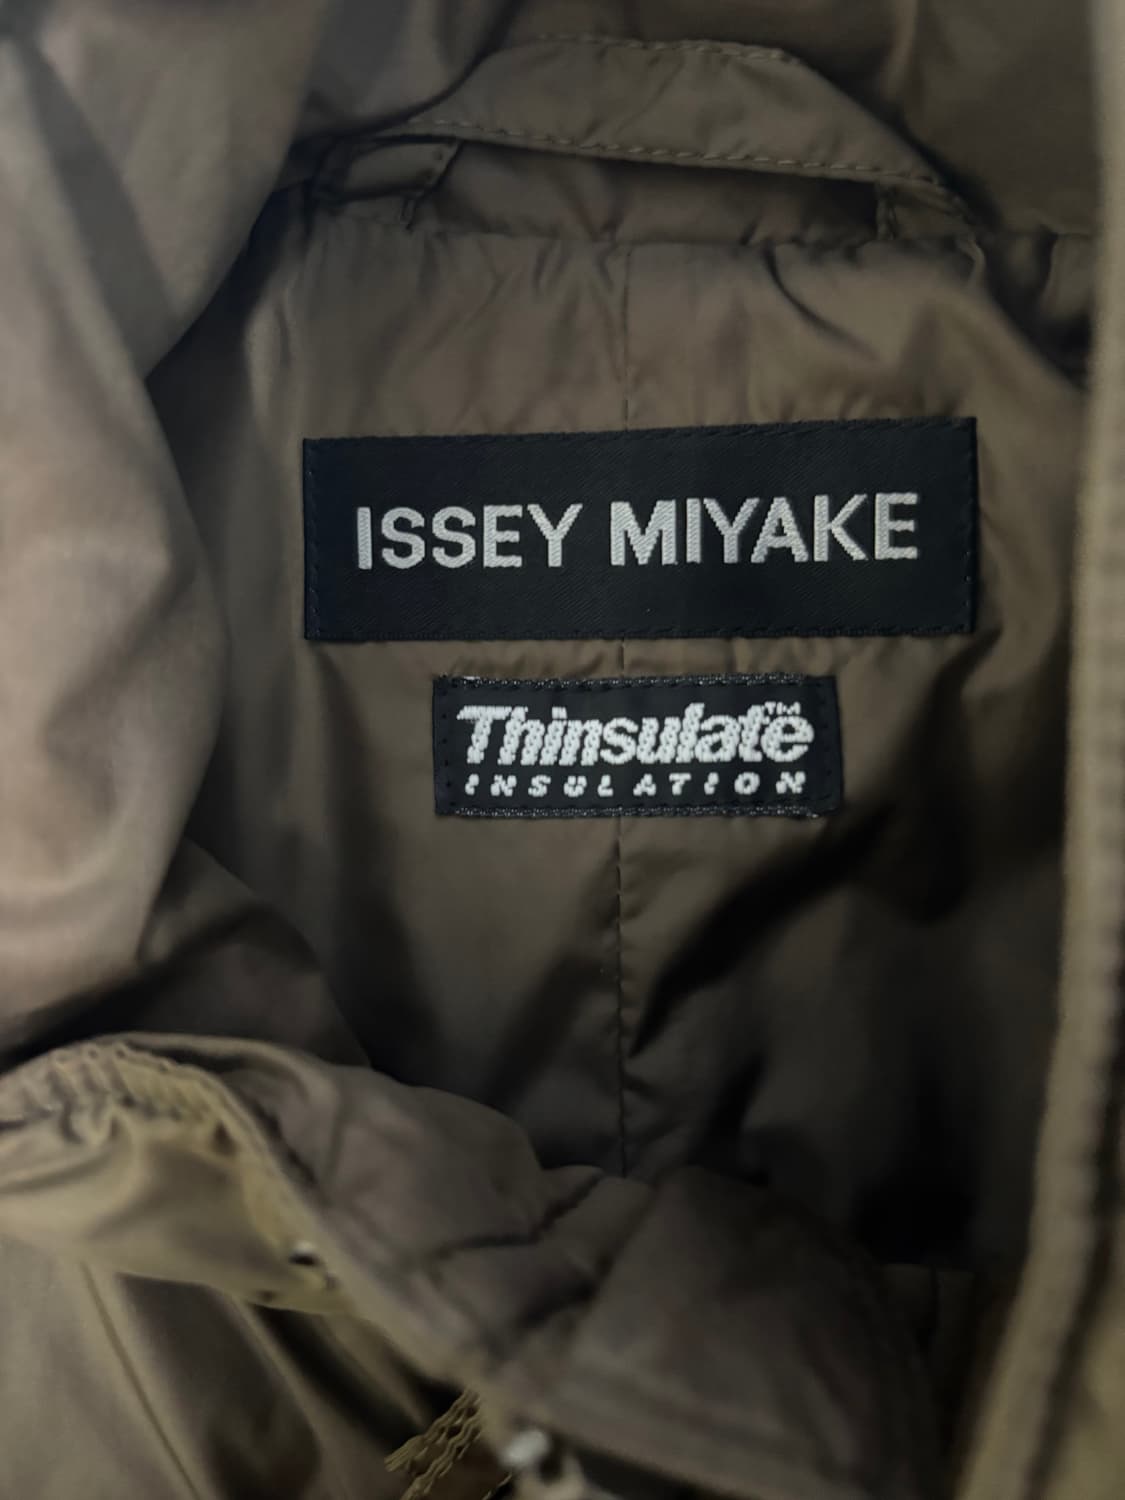 ISSEY MIYAKE
Thinsulate™
INSULATION